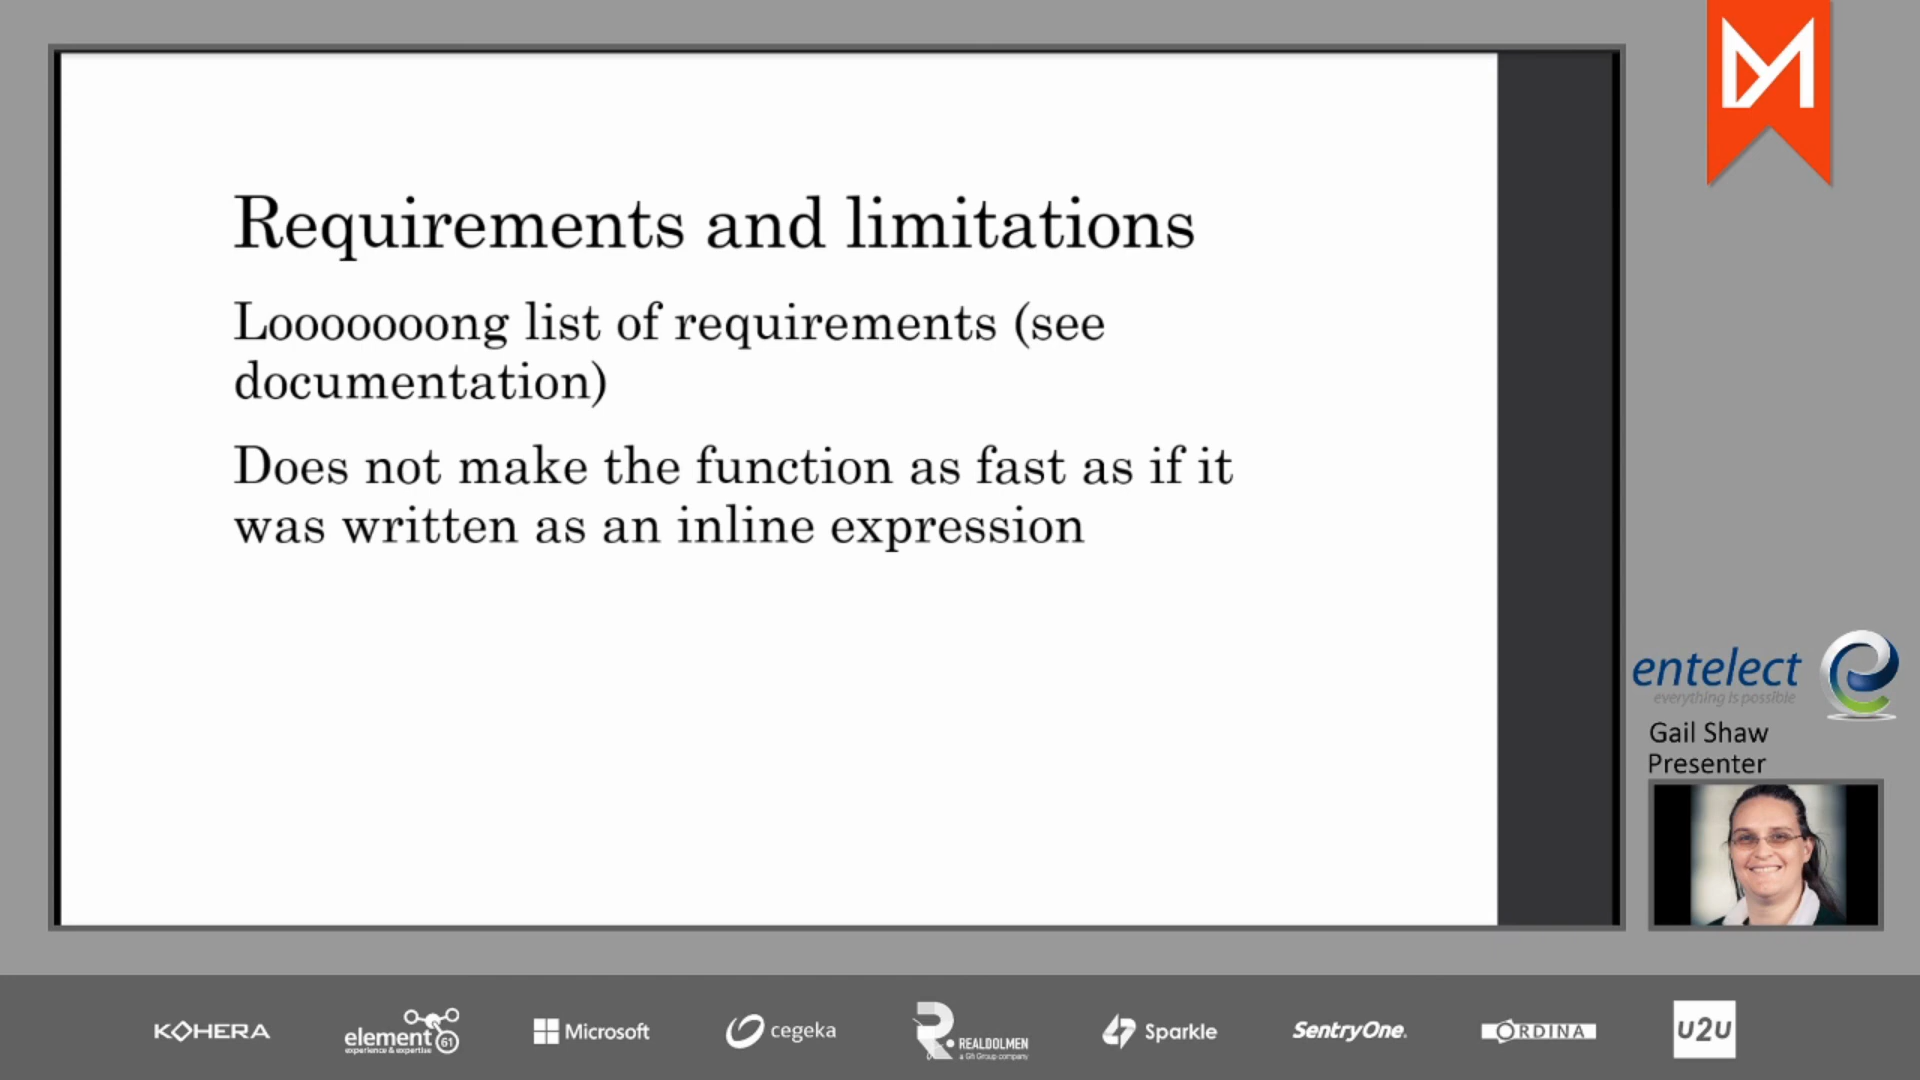 Requirements and limitations
Looooooong list of requirements (see
documentation)
Does not make the function as fast as if it
was written as an inline expression
entelect
everything is possible
Gail Shaw
Presenter
KOHERA
element 61
experience & expertise
Microsoft
cegeka
REALDOLMEN
a Gfi Group company
Sparkle
SentryOne.
ORDINA
U2U